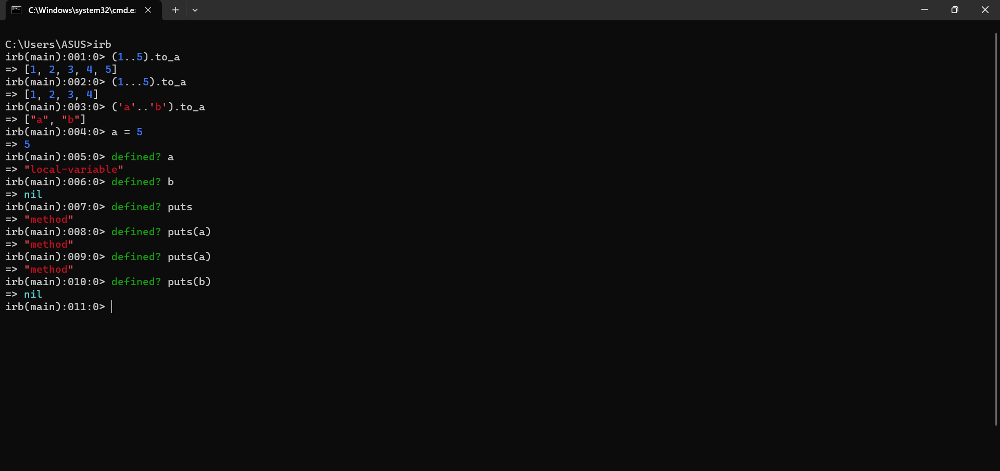 C:\Windows\system32\cmd.e:
C:\Users\ASUS>irb
irb(main):001:0> (1..5).to_a
=> [1, 2, 3, 4, 5]
irb(main):002:0> (1...5).to_a
=> [1, 2, 3, 4]
irb(main):003:0> ('a'..'b').to_a
=> ["a", "b"]
irb(main):004:0> a = 5
=> 5
irb(main):005:0> defined? a
=> "local-variable"
irb(main):006:0> defined? b
=> nil
irb(main):007:0> defined? puts
=> "method"
irb(main):008:0> defined? puts(a)
=> "method"
irb(main):009:0> defined? puts(a)
=> "method"
irb(main):010:0> defined? puts(b)
=> nil
irb(main):011:0>